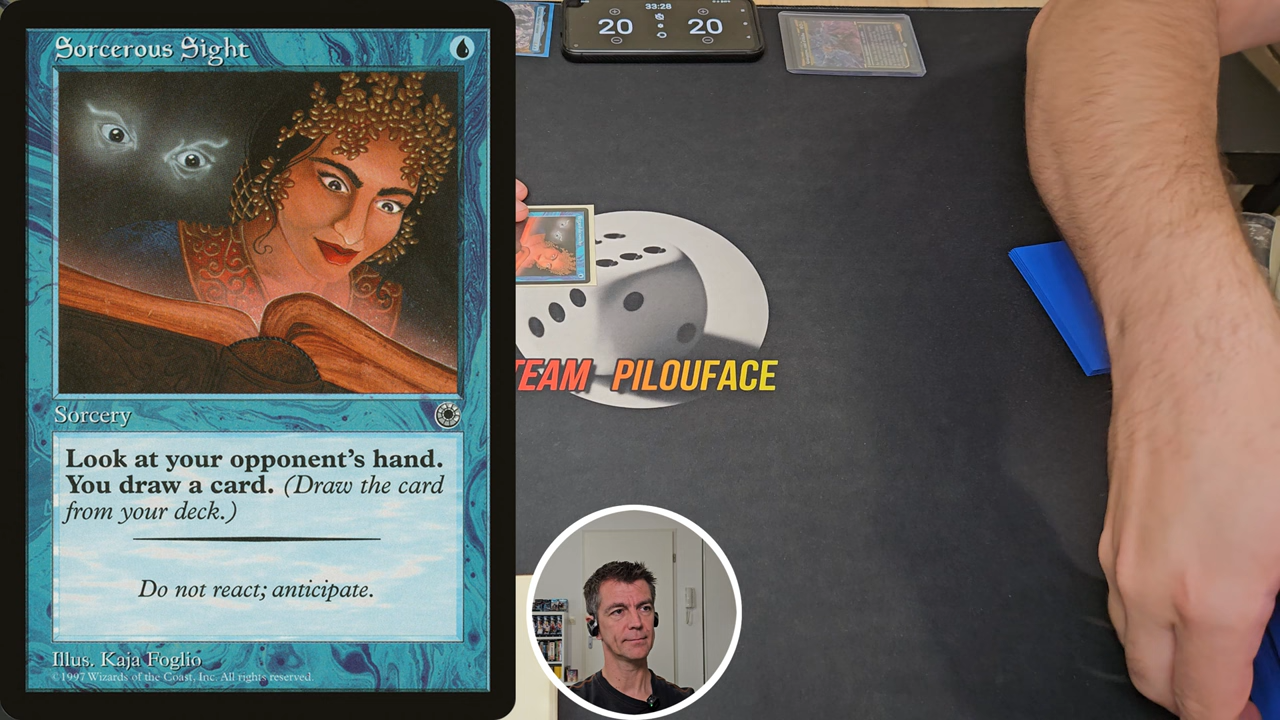 Sorcerous Sight
Sorcery
Look at your opponent's hand.
You draw a card. (Draw the card
from your deck.)
Do not react; anticipate.
Illus. Kaja Foglio
©1997 Wizards of the Coast, Inc. All rights reserved.
33:28
20 20
TEAM PILOUFACE